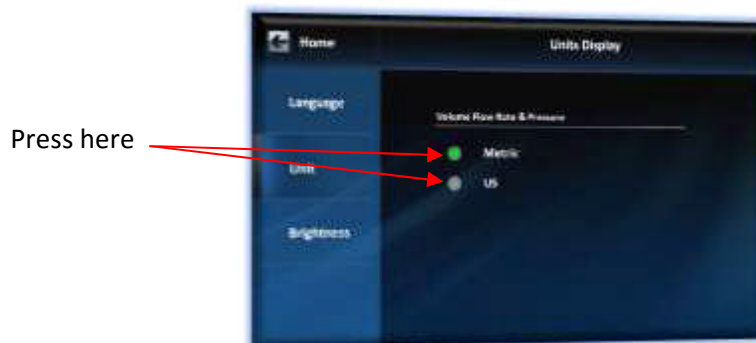 Home
Units Display
Language
Volume Flow Rate & Pressure
Press here
Metric
Unit
US
Brightness